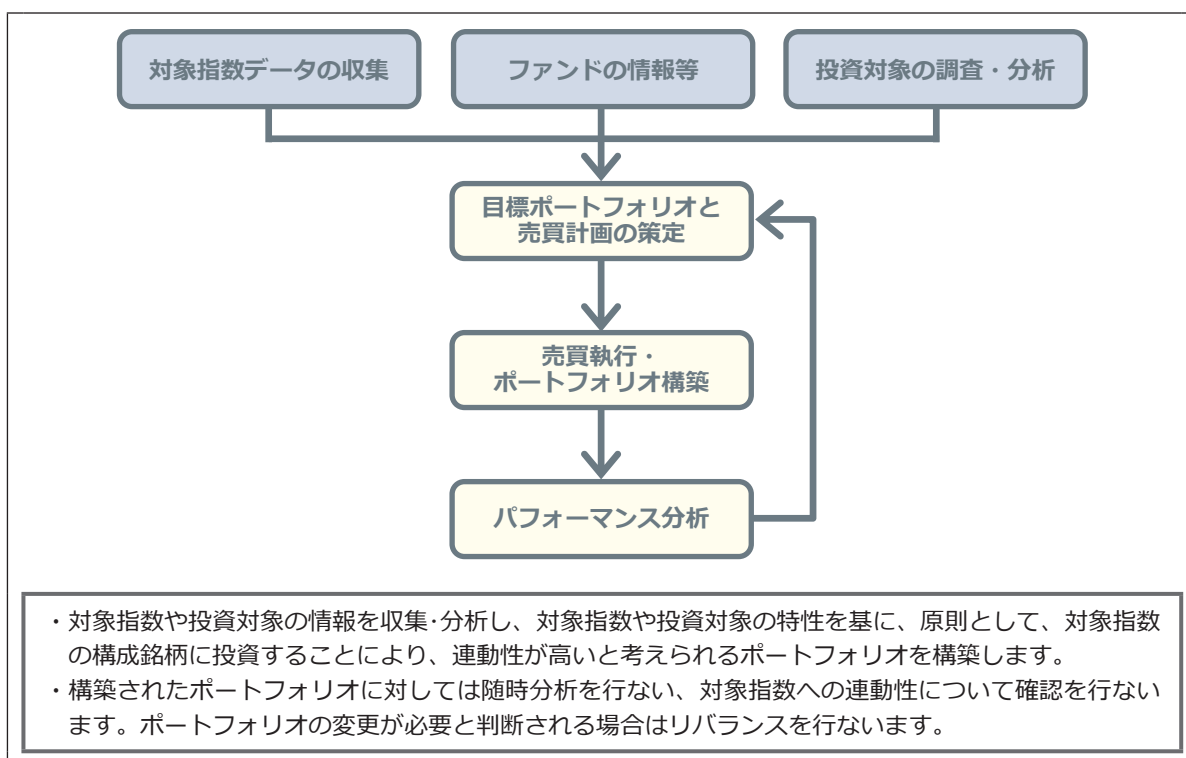 対象指数データの収集
ファンドの情報等
投資対象の調査・分析
目標ポートフォリオと
売買計画の策定
売買執行・
ポートフォリオ構築
パフォーマンス分析
・対象指数や投資対象の情報を収集･分析し、対象指数や投資対象の特性を基に、原則として、対象指数
の構成銘柄に投資することにより、連動性が高いと考えられるポートフォリオを構築します。
・構築されたポートフォリオに対しては随時分析を行ない、対象指数への連動性について確認を行ない
ます。ポートフォリオの変更が必要と判断される場合はリバランスを行ないます。